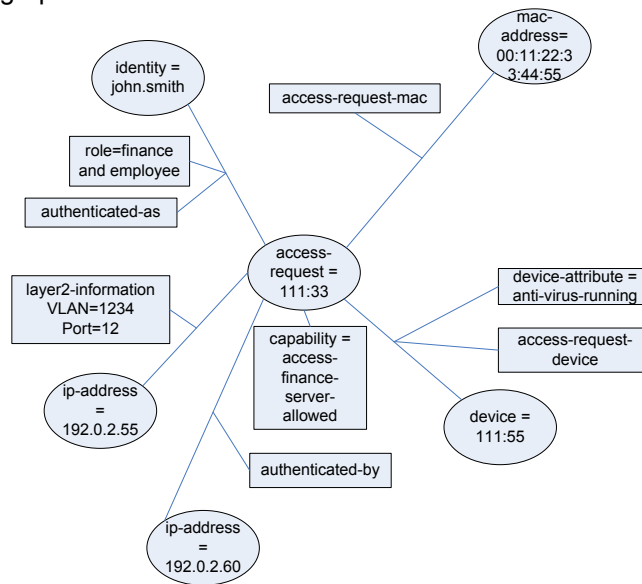 mac-
address=
00:11:22:3
3:44:55
identity =
john.smith
access-request-mac
role=finance
and employee
authenticated-as
access-
request =
111:33
layer2-information
VLAN=1234
Port=12
device-attribute =
anti-virus-running
access-request-
device
capability =
access-
finance-
server-
allowed
ip-address
=
192.0.2.55
device =
111:55
authenticated-by
ip-address
=
192.0.2.60